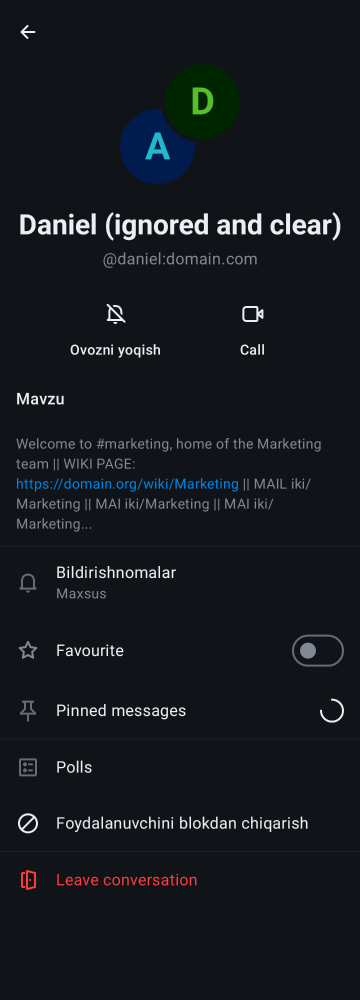 D
A
Daniel (ignored and clear)
@daniel:domain.com
Ovozni yoqish
Call
Mavzu
Welcome to #marketing, home of the Marketing
team || WIKI PAGE:
https://domain.org/wiki/Marketing || MAIL iki/
Marketing || MAI iki/Marketing || MAI iki/
Marketing...
Bildirishnomalar
Maxsus
Favourite
Pinned messages
Polls
Foydalanuvchini blokdan chiqarish
Leave conversation